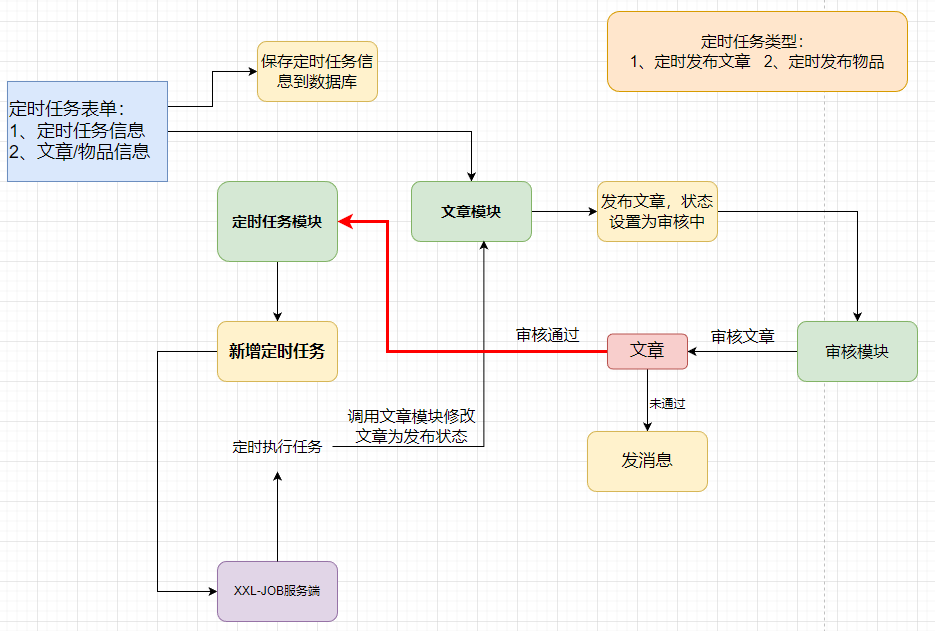 定时任务类型：
1、定时发布文章 2、定时发布物品
保存定时任务信
息到数据库
定时任务表单：
1、定时任务信息
2、文章/物品信息
定时任务模块
文章模块
发布文章，状态
设置为审核中
审核通过
审核文章
新增定时任务
文章
审核模块
未通过
调用文章模块修改
文章为发布状态
定时执行任务
发消息
XXL-JOB服务端